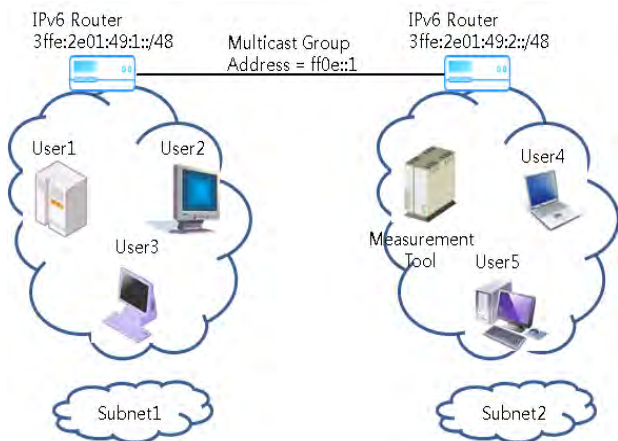 IPv6 Router
3ffe:2e01:49:1::/48
Multicast Group
Address = ff0e::1
IPv6 Router
3ffe:2e01:49:2::/48
User1
User2
User3
User4
Measurement
Tool
User5
Subnet1
Subnet2